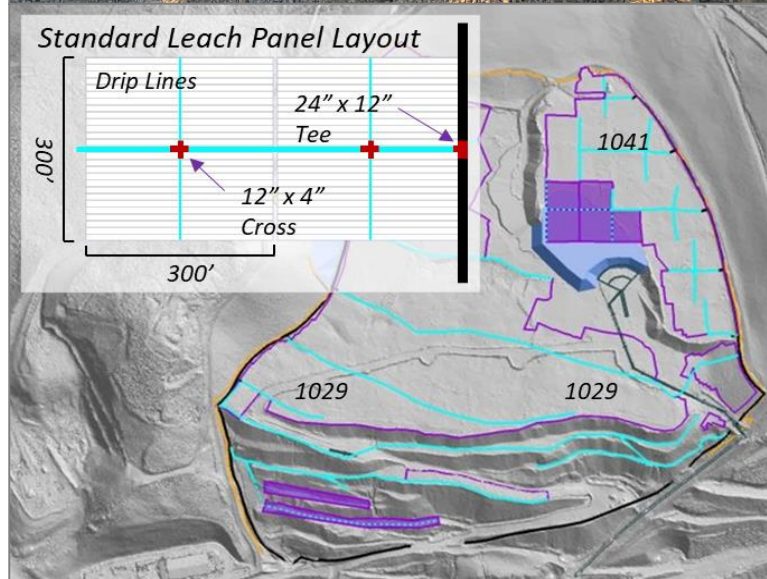 Standard Leach Panel Layout
Drip Lines
24” x 12”
Tee
300’
12” x 4”
Cross
300’
1041
1029
1029